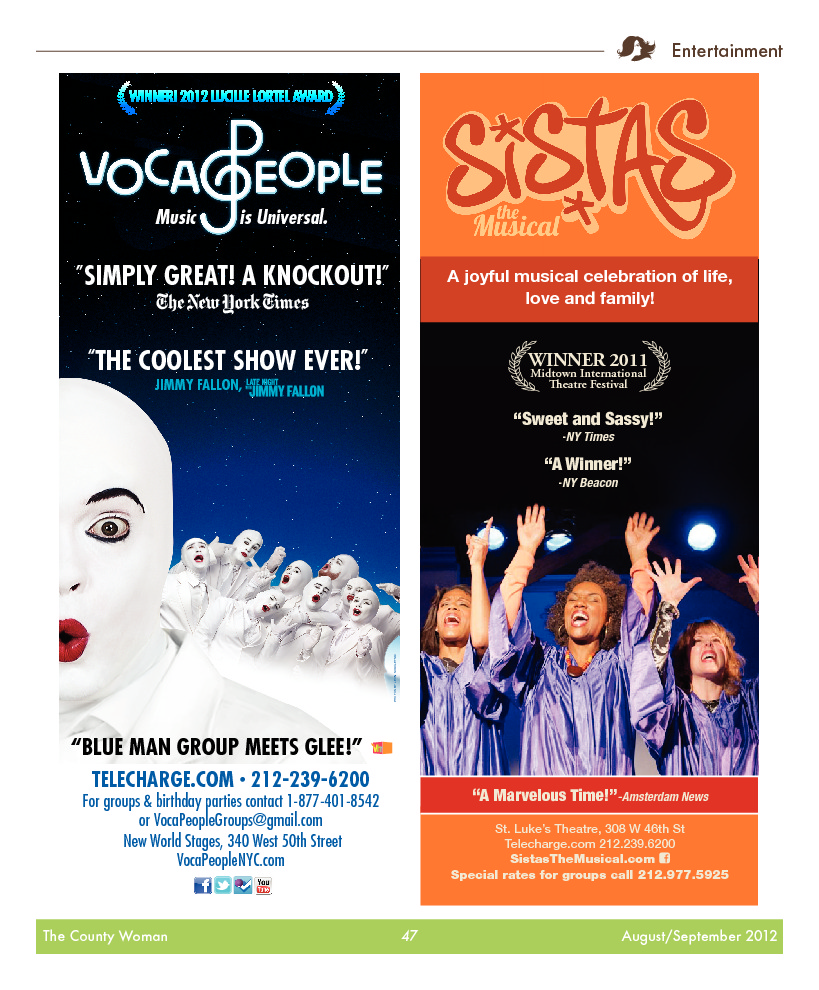 Entertainment
WINNER! 2012 LUCILLE LORTEL AWARD
VOCA PEOPLE
Music is Universal.
"SIMPLY GREAT! A KNOCKOUT!"
The New York Times
"THE COOLEST SHOW EVER!"
JIMMY FALLON, LATE NIGHT JIMMY FALLON
"BLUE MAN GROUP MEETS GLEE!"
TELECHARGE.COM • 212-239-6200
For groups & birthday parties contact 1-877-401-8542
or VocaPeopleGroups@gmail.com
New World Stages, 340 West 50th Street
VocaPeopleNYC.com
You Tube
SISTAS
the
Musical
A joyful musical celebration of life,
love and family!
WINNER 2011
Midtown International
Theatre Festival
“Sweet and Sassy!”
-NY Times
“A Winner!”
-NY Beacon
“A Marvelous Time!” -Amsterdam News
St. Luke's Theatre, 308 W 46th St
Telecharge.com 212.239.6200
SistasTheMusical.com
Special rates for groups call 212.977.5925
The County Woman 47 August/September 2012